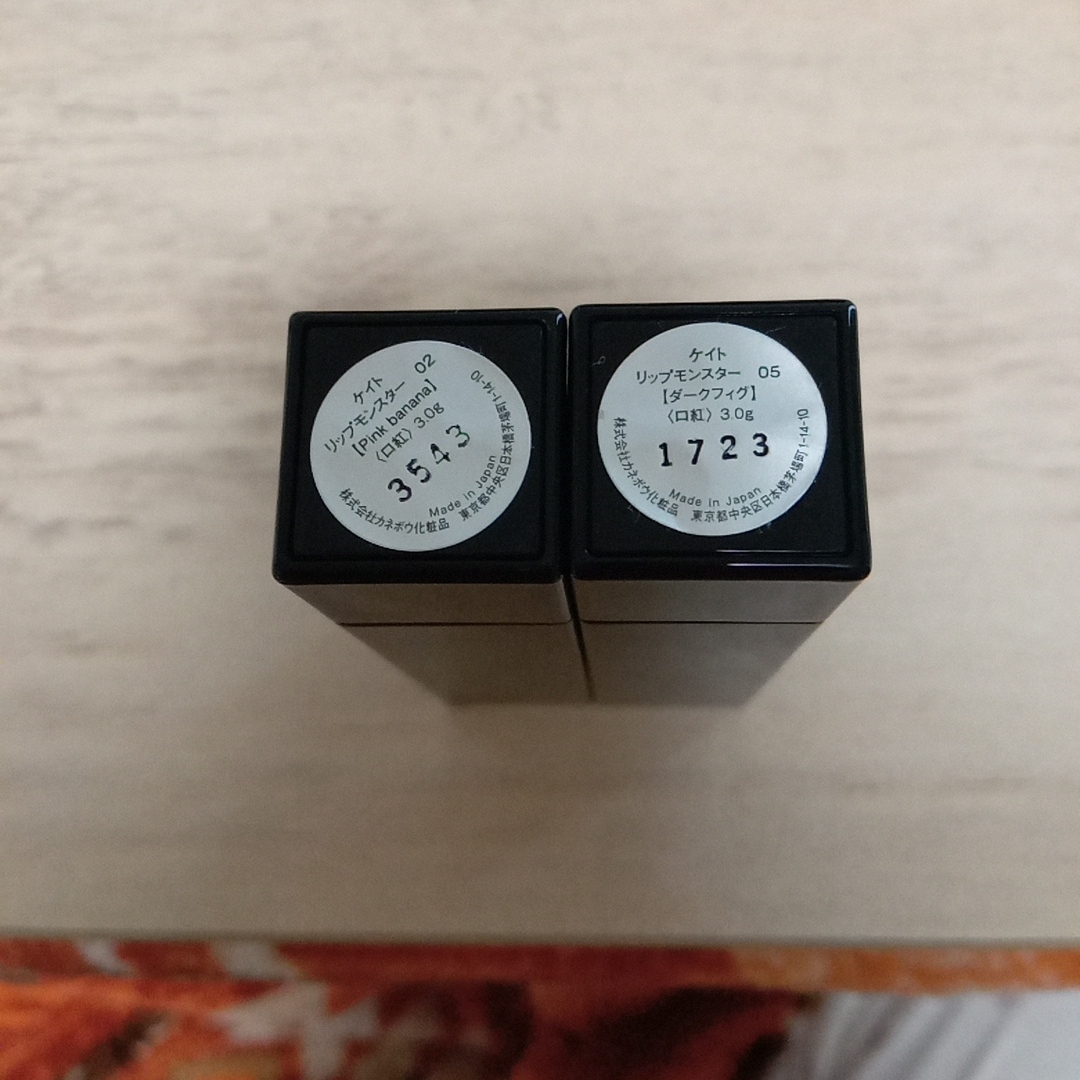 ケイト
リップモンスター 02
【Pink banana】
〈口紅〉 3.0g
3543
Made in Japan
株式会社カネボウ化粧品 東京都中央区日本橋茅場町1-14-10
ケイト
リップモンスター 05
【ダークフィグ】
〈口紅〉 3.0g
1723
Made in Japan
株式会社カネボウ化粧品 東京都中央区日本橋茅場町1-14-10